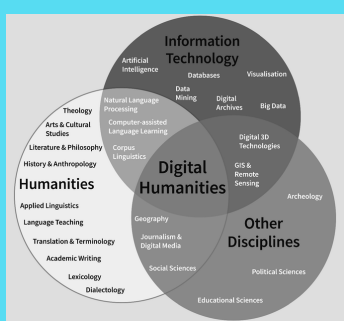 Information
Technology
Artificial
Intelligence
Databases
Visualisation
Data
Mining
Digital
Archives
Big Data
Natural Language
Processing
Computer-assisted
Language Learning
Corpus
Linguistics
Digital 3D
Technologies
GIS &
Remote
Sensing
Theology
Arts & Cultural
Studies
Literature & Philosophy
History & Anthropology
Humanities
Applied Linguistics
Language Teaching
Translation & Terminology
Academic Writing
Lexicology
Dialectology
Digital
Humanities
Geography
Journalism &
Digital Media
Social Sciences
Archeology
Other
Disciplines
Political Sciences
Educational Sciences